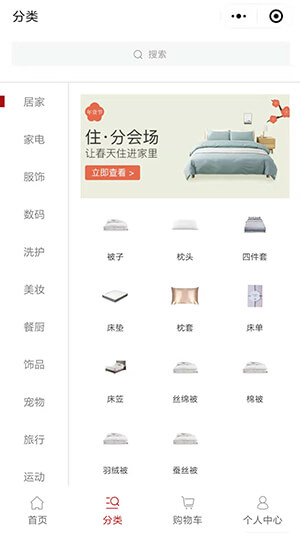 分类
搜索
居家
家电
服饰
数码
洗护
美妆
餐厨
饰品
宠物
旅行
运动
年货节
住·分会场
让春天住进家里
立即查看 >
被子
枕头
四件套
床垫
枕套
床单
床笠
丝绵被
棉被
羽绒被
蚕丝被
首页
分类
购物车
个人中心